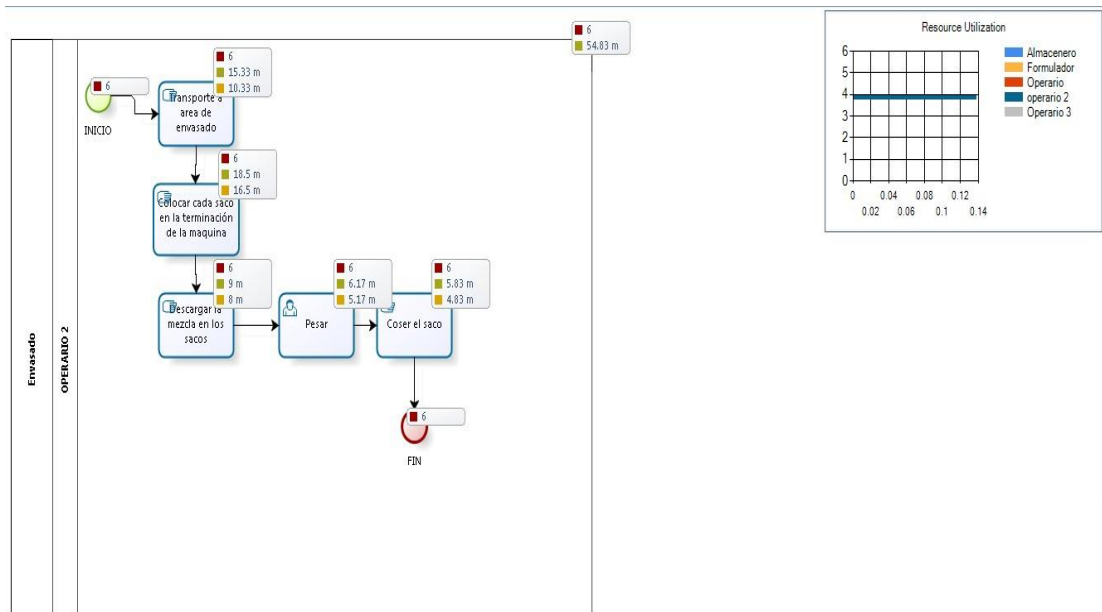 6
54.83 m
6
15.33 m
10.33 m
6
INICIO
Transporte a
area de
envasado
6
18.5 m
16.5 m
Colocar cada saco
en la terminación
de la maquina
6
9 m
8 m
Descargar la
mezcla en los
sacos
6
6.17 m
5.17 m
Pesar
6
5.83 m
4.83 m
Coser el saco
6
FIN
Envasado
OPERARIO 2
Resource Utilization
6
5
4
3
2
1
0
0 0.04 0.08 0.12
0.02 0.06 0.1 0.14
Almacenero
Formulador
Operario
operario 2
Operario 3